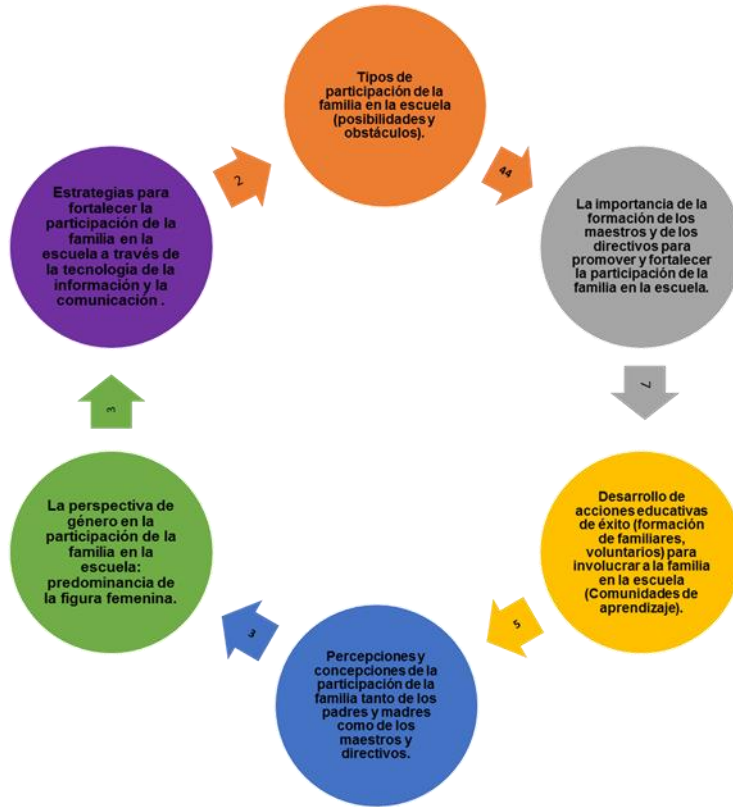 Tipos de
participación de la
familia en la escuela
(posibilidades y
obstáculos).
44
La importancia de la
formación de los
maestros y de los
directivos para
promover y fortalecer
la participación de la
familia en la escuela.
7
Desarrollo de
acciones educativas
de éxito (formación
de familiares,
voluntarios) para
involucrar a la familia
en la escuela
(Comunidades de
aprendizaje).
5
Percepciones y
concepciones de la
participación de la
familia tanto de los
padres y madres
como de los
maestros y
directivos.
3
La perspectiva de
género en la
participación de la
familia en la
escuela:
predominancia de
la figura femenina.
3
Estrategias para
fortalecer la
participación de la
familia en la
escuela a través de
la tecnología de la
información y la
comunicación .
2